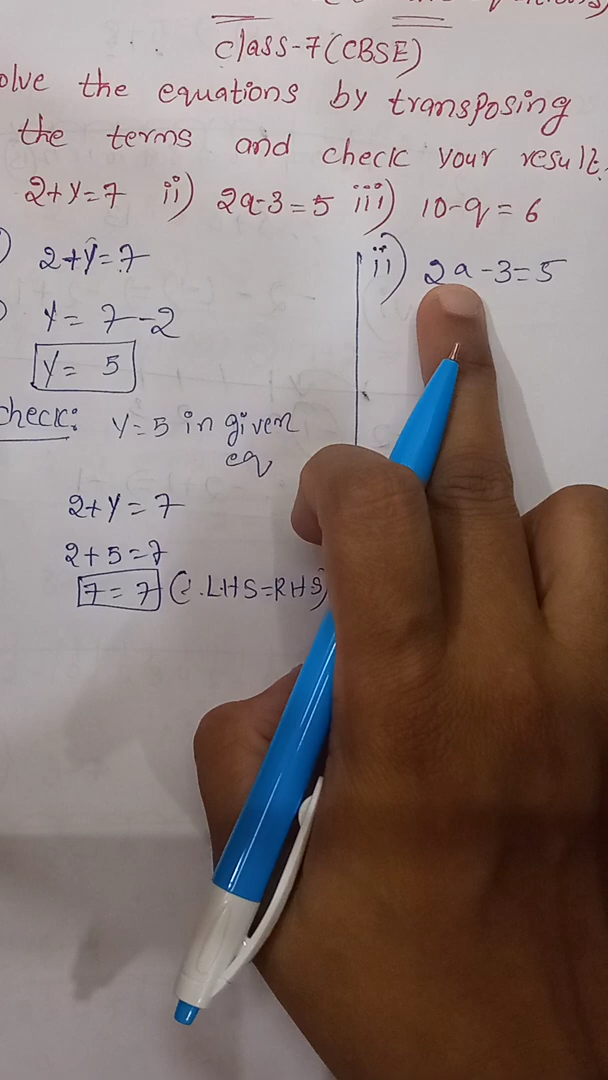 Class-7(CBSE)
olve the equations by transposing
the terms and check your result.
2+y=7 ii) 2a-3=5 iii) 10-q=6
) 2+y=7
y= 7-2
y= 5
check: y=5 in given
eq
2+y=7
2+5=7
7=7 (∴LHS=RHS)
ii) 2a-3=5